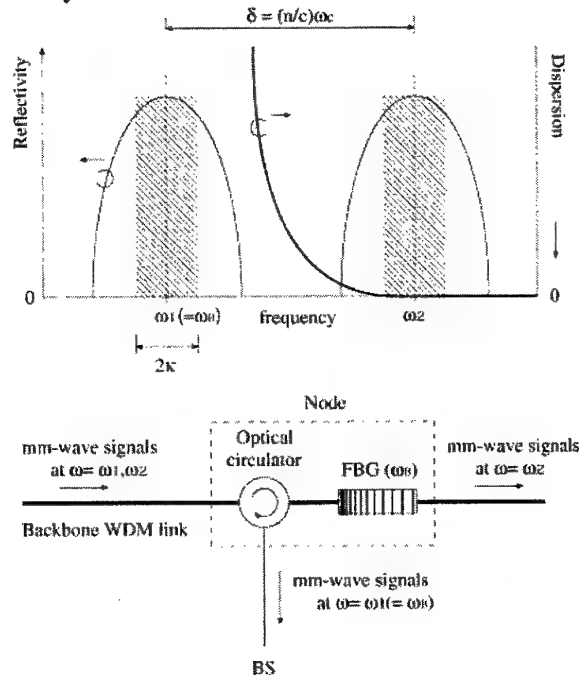 δ = (n/c)ωc
Reflectivity
Dispersion
0
0
ω1(=ωB)
frequency
ω2
2κ
Node
mm-wave signals
at ω= ω1,ω2
Optical
circulator
FBG (ωB)
mm-wave signals
at ω= ω2
Backbone WDM link
mm-wave signals
at ω= ω1(= ωB)
BS